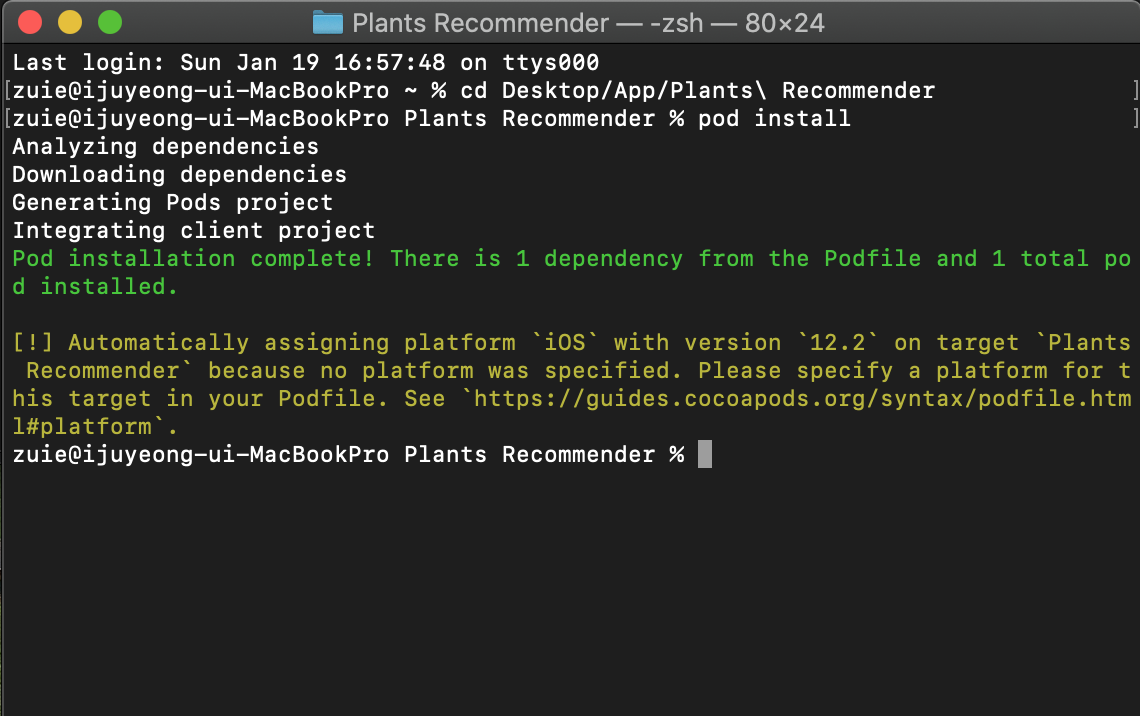 Plants Recommender — -zsh — 80×24
Last login: Sun Jan 19 16:57:48 on ttys000
[zuie@ijuyeong-ui-MacBookPro ~ % cd Desktop/App/Plants\ Recommender ]
[zuie@ijuyeong-ui-MacBookPro Plants Recommender % pod install ]
Analyzing dependencies
Downloading dependencies
Generating Pods project
Integrating client project
Pod installation complete! There is 1 dependency from the Podfile and 1 total po
d installed.
[!] Automatically assigning platform `iOS` with version `12.2` on target `Plants
 Recommender` because no platform was specified. Please specify a platform for t
his target in your Podfile. See `https://guides.cocoapods.org/syntax/podfile.htm
l#platform`.
zuie@ijuyeong-ui-MacBookPro Plants Recommender %